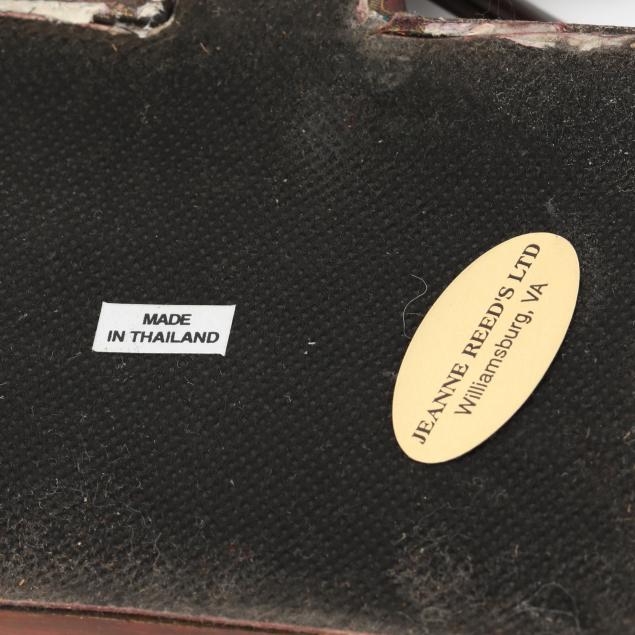 MADE
IN THAILAND
JEANNE REED'S LTD
Williamsburg, VA